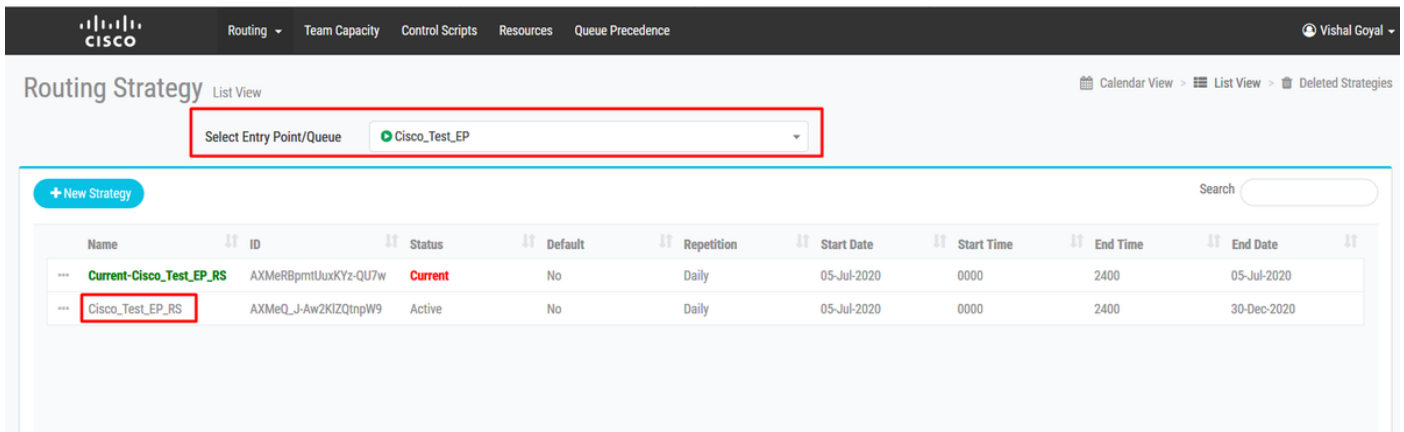 CISCO Routing Team Capacity Control Scripts Resources Queue Precedence Vishal Goyal
Routing Strategy List View Calendar View > List View > Deleted Strategies
Select Entry Point/Queue Cisco_Test_EP
+ New Strategy Search
Name ID Status Default Repetition Start Date Start Time End Time End Date
··· Current-Cisco_Test_EP_RS AXMeRBpmtUuxKYz-QU7w Current No Daily 05-Jul-2020 0000 2400 05-Jul-2020
··· Cisco_Test_EP_RS AXMeQ_J-Aw2KlZQtnpW9 Active No Daily 05-Jul-2020 0000 2400 30-Dec-2020